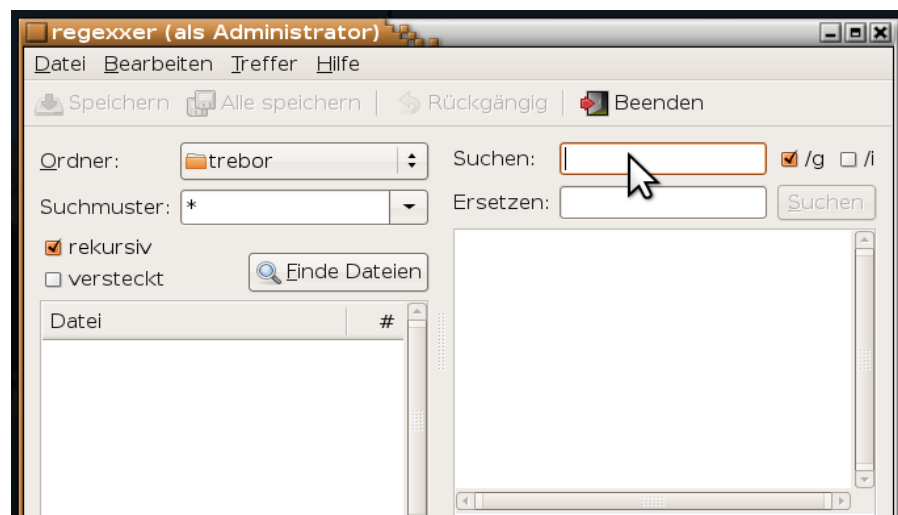 regexxer (als Administrator)
Datei Bearbeiten Treffer Hilfe
Speichern Alle speichern Rückgängig Beenden
Ordner: trebor
Suchmuster: *
rekursiv
versteckt
Finde Dateien
Datei #
Suchen: /g /i
Ersetzen: Suchen